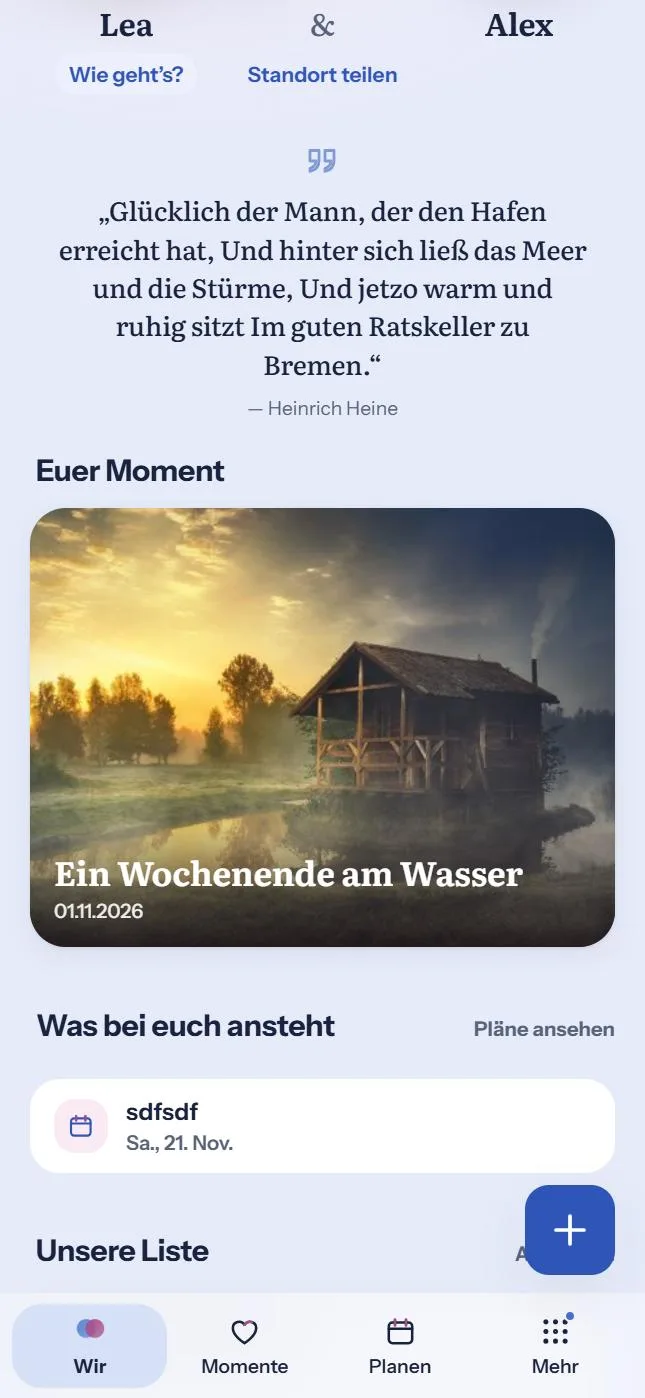 Lea & Alex
Wie geht's? Standort teilen
„Glücklich der Mann, der den Hafen
erreicht hat, Und hinter sich ließ das Meer
und die Stürme, Und jetzo warm und
ruhig sitzt Im guten Ratskeller zu
Bremen.“
— Heinrich Heine
Euer Moment
Ein Wochenende am Wasser
01.11.2026
Was bei euch ansteht Pläne ansehen
sdfsdf
Sa., 21. Nov.
Unsere Liste
Wir Momente Planen Mehr